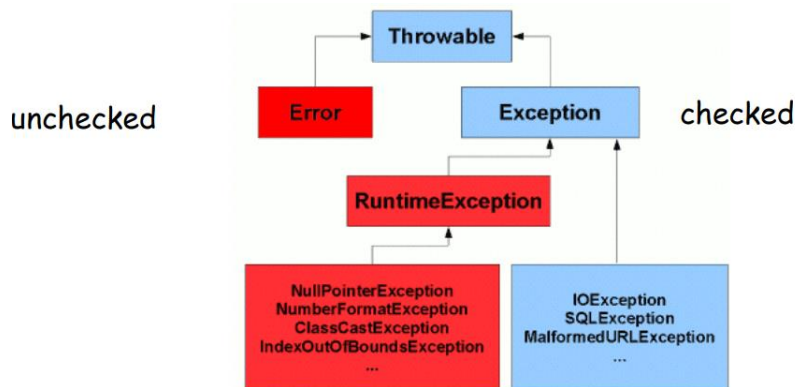 Throwable
unchecked
Error
Exception
checked
RuntimeException
NullPointerException
NumberFormatException
ClassCastException
IndexOutOfBoundsException
...
IOException
SQLException
MalformedURLException
...